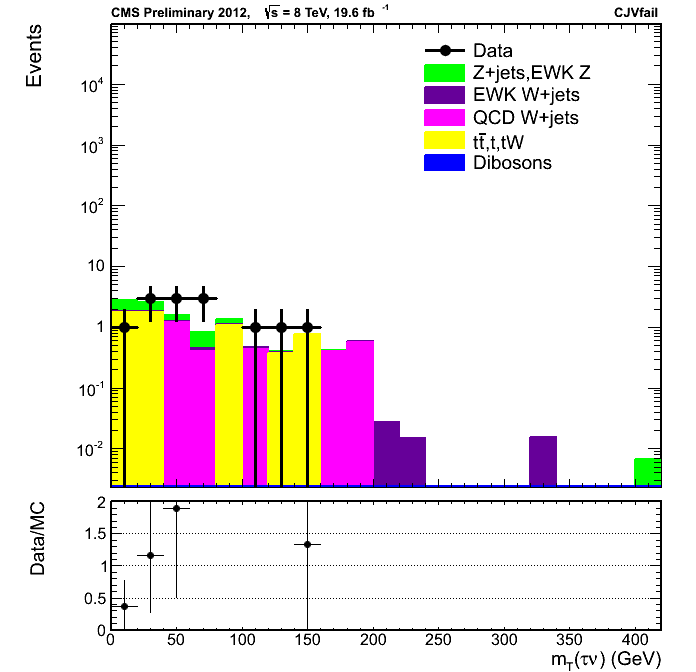 CMS Preliminary 2012, √s = 8 TeV, 19.6 fb⁻¹ CJVfail
Events
Data
Z+jets,EWK Z
EWK W+jets
QCD W+jets
tt̄,t,tW
Dibosons
10⁴
10³
10²
10
1
10⁻¹
10⁻²
Data/MC
2
1.5
1
0.5
0
0 50 100 150 200 250 300 350 400
m_T(τν) (GeV)